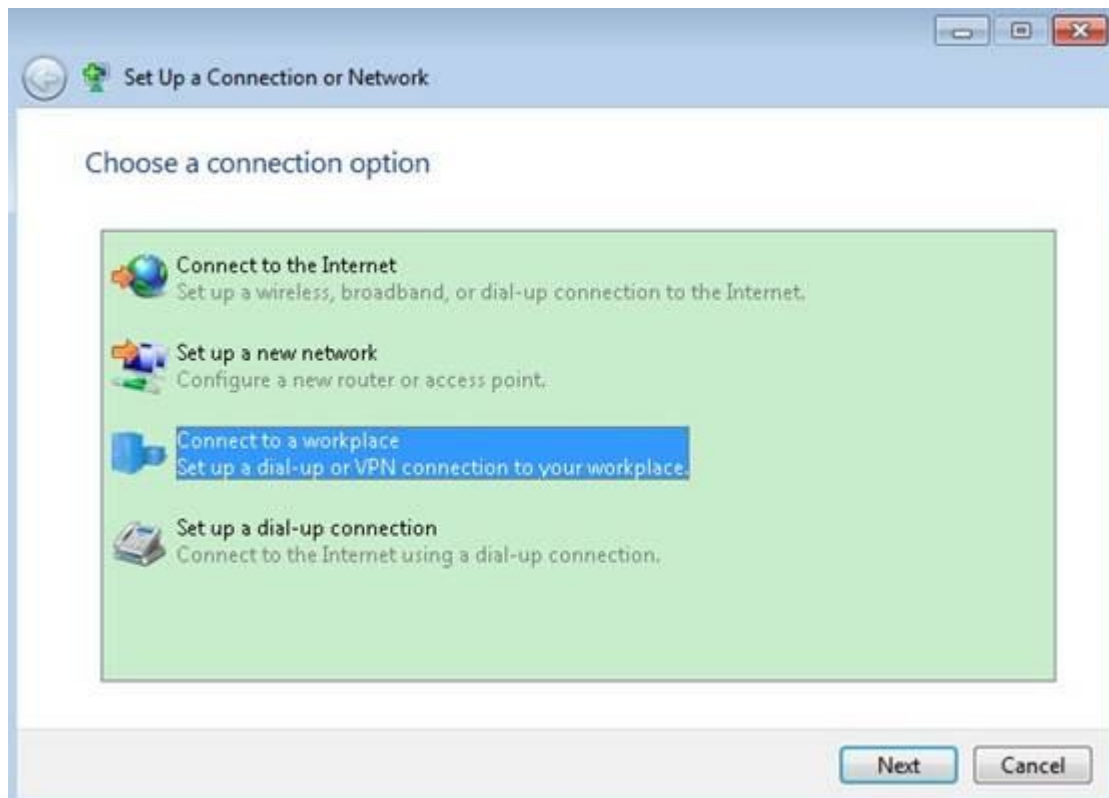 Set Up a Connection or Network
Choose a connection option
Connect to the Internet
Set up a wireless, broadband, or dial-up connection to the Internet.
Set up a new network
Configure a new router or access point.
Connect to a workplace
Set up a dial-up or VPN connection to your workplace.
Set up a dial-up connection
Connect to the Internet using a dial-up connection.
Next
Cancel